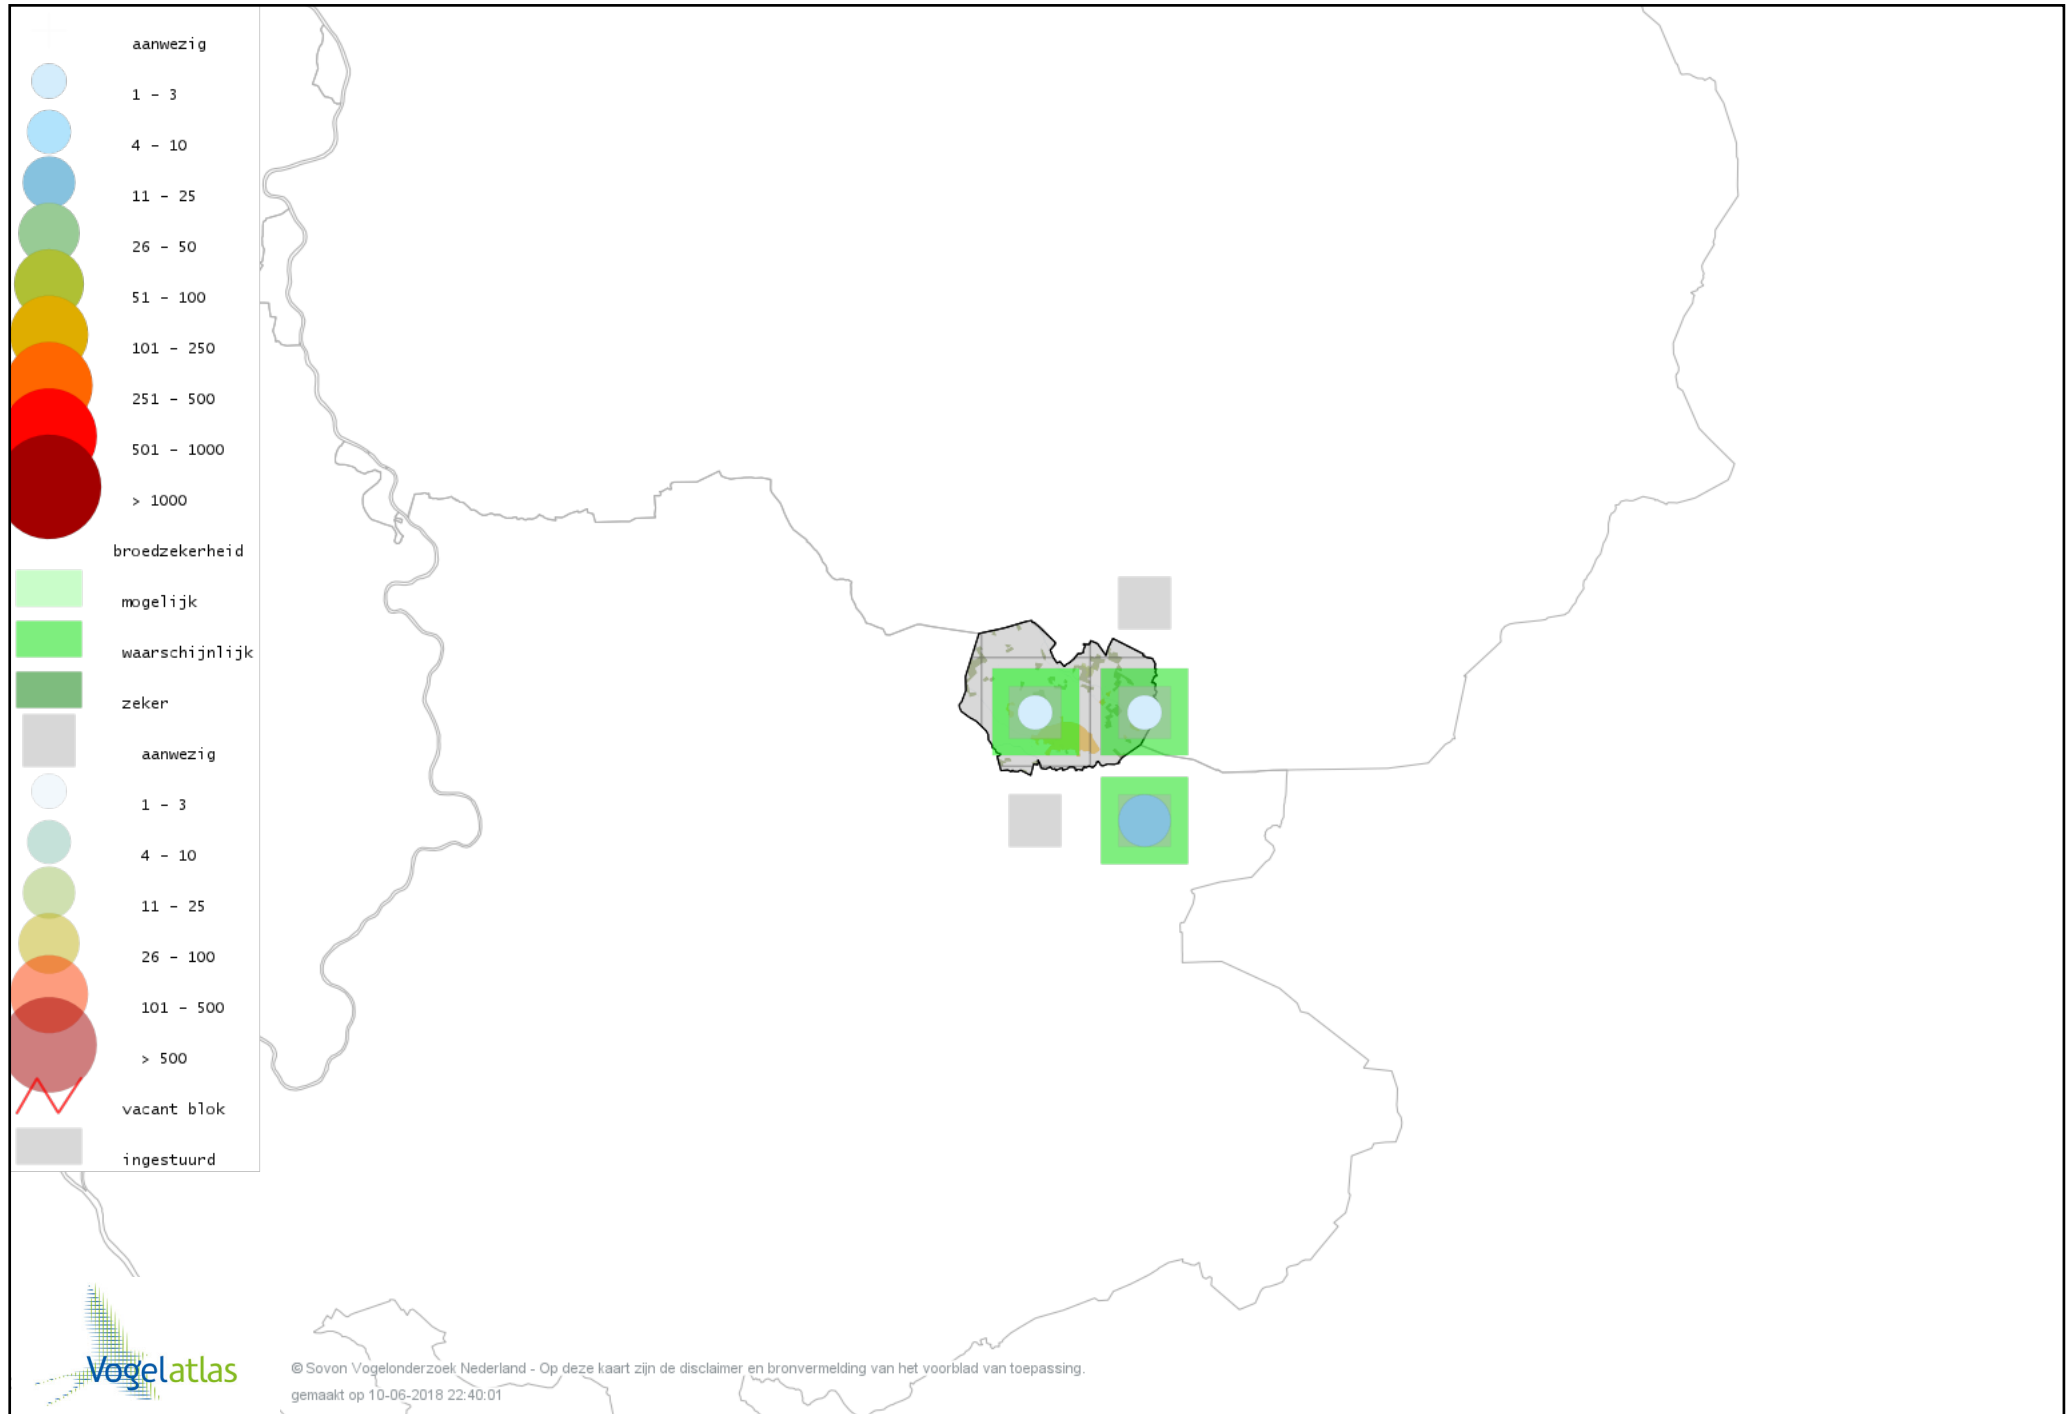 aanwezig
1 - 3
4 - 10
11 - 25
26 - 50
51 - 100
101 - 250
251 - 500
501 - 1000
> 1000
broedzekerheid
mogelijk
waarschijnlijk
zeker
aanwezig
1 - 3
4 - 10
11 - 25
26 - 100
101 - 500
> 500
vacant blok
ingestuurd
Vogelatlas
© Sovon Vogelonderzoek Nederland - Op deze kaart zijn de disclaimer en bronvermelding van het voorblad van toepassing.
gemaakt op 10-06-2018 22:40:01